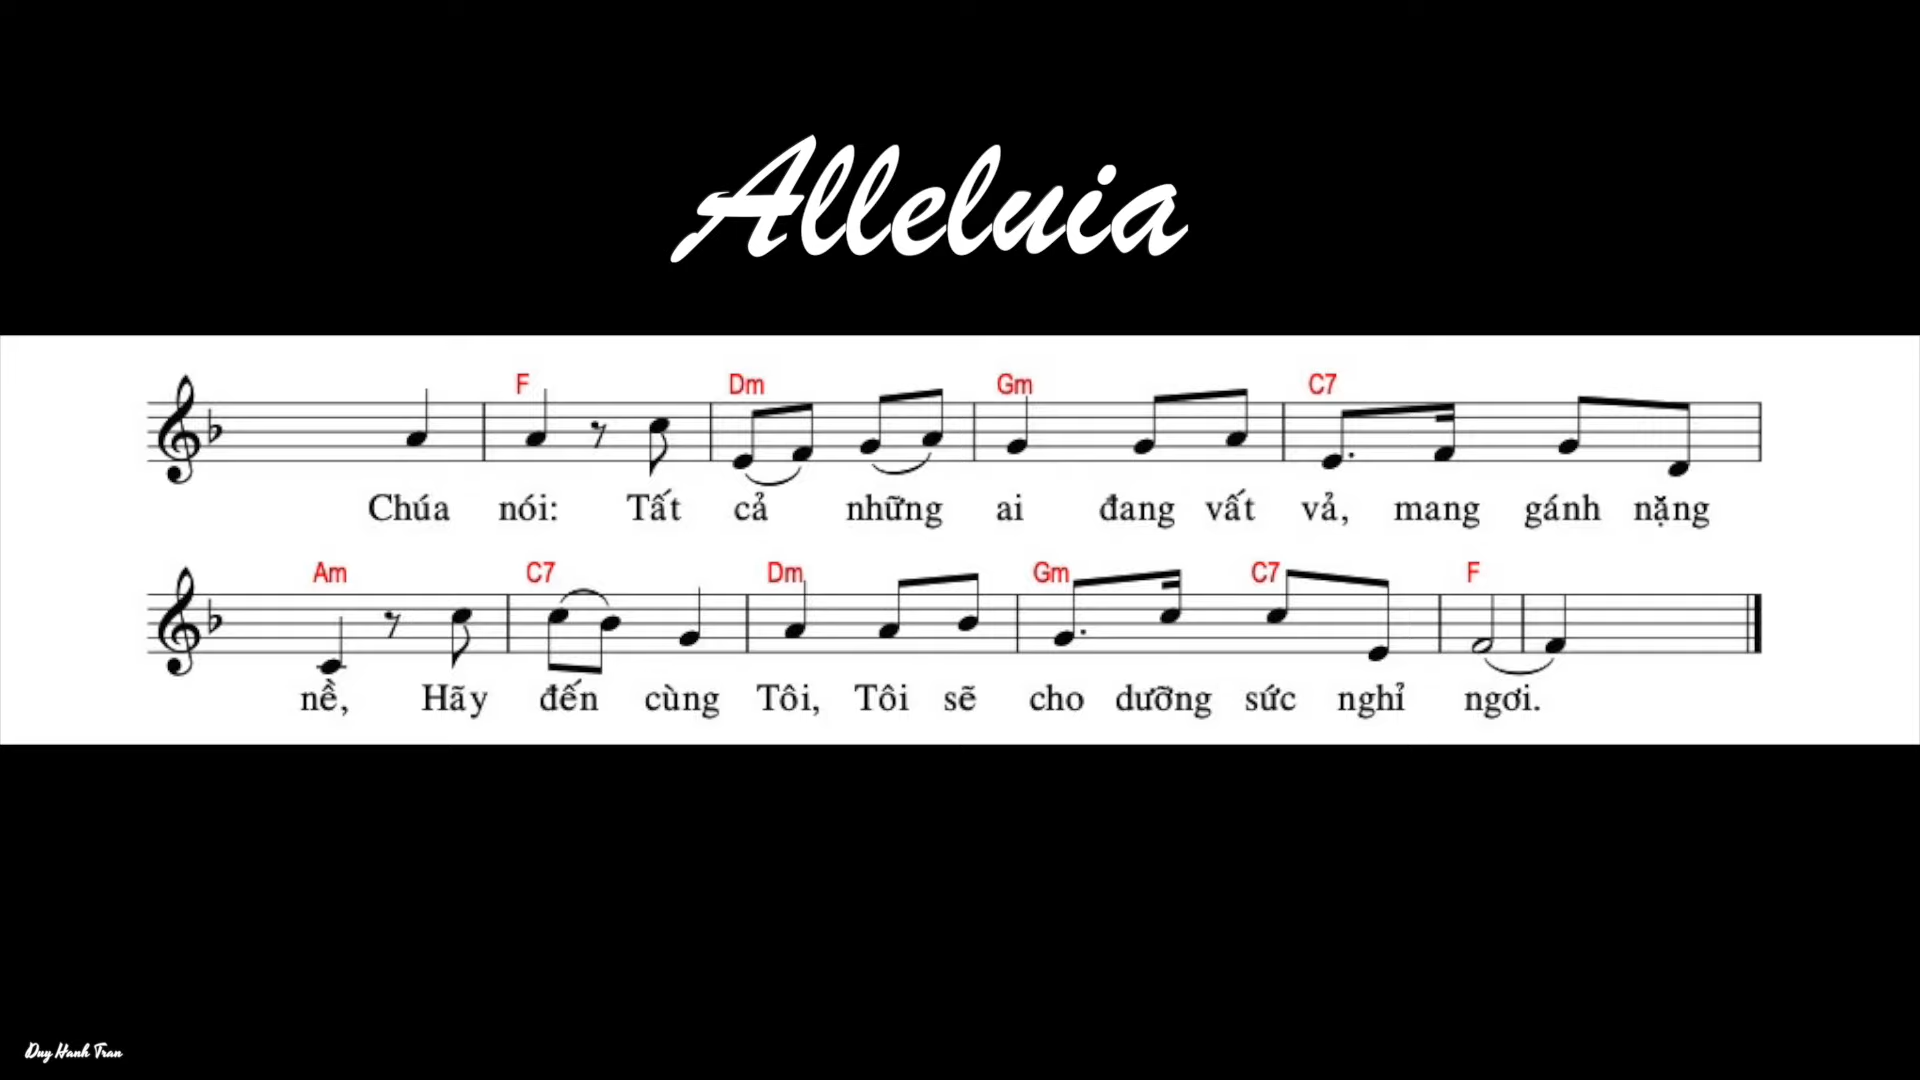 Alleluia
F Dm Gm C7
Chúa nói: Tất cả những ai đang vất vả, mang gánh nặng
Am C7 Dm Gm C7 F
nề, Hãy đến cùng Tôi, Tôi sẽ cho dưỡng sức nghỉ ngơi.
Duy Hanh Tran